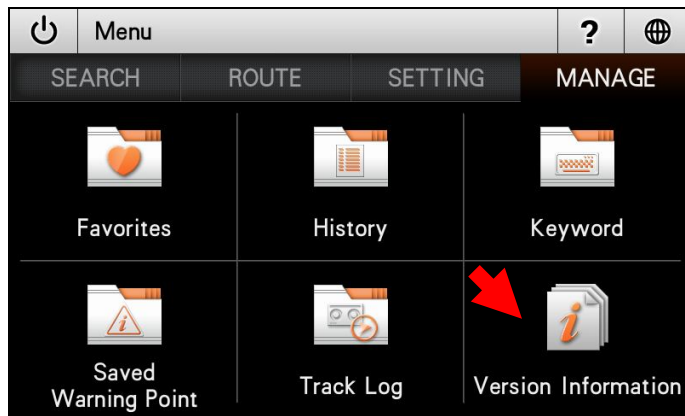 Menu
?
SEARCH
ROUTE
SETTING
MANAGE
Favorites
History
Keyword
Saved
Warning Point
Track Log
Version Information